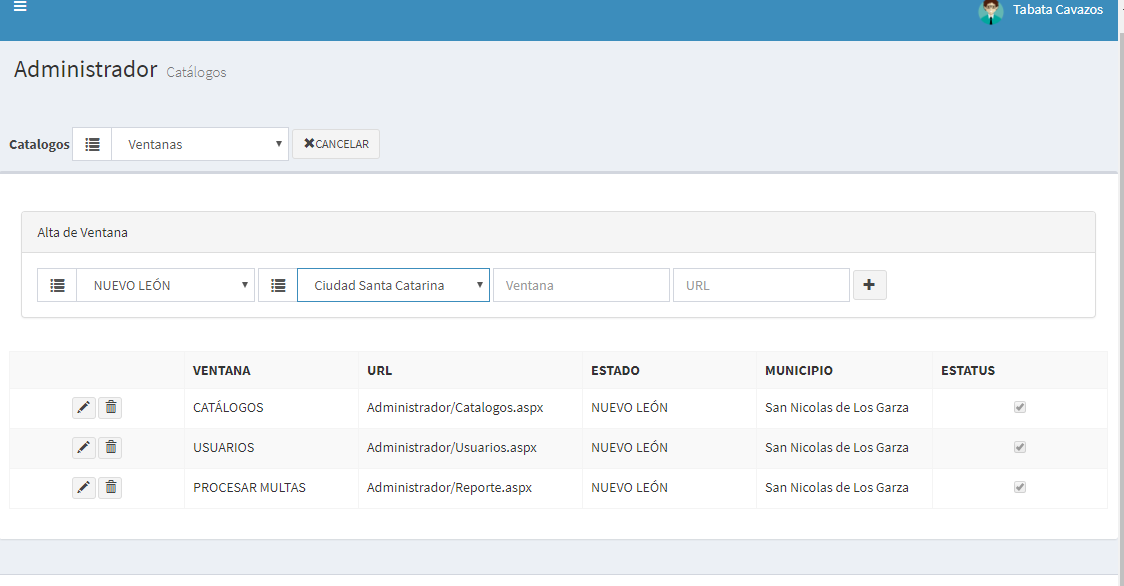 Tabata Cavazos
Administrador Catálogos
Catalogos Ventanas CANCELAR
Alta de Ventana
NUEVO LEÓN Ciudad Santa Catarina Ventana URL
VENTANA URL ESTADO MUNICIPIO ESTATUS
CATÁLOGOS Administrador/Catalogos.aspx NUEVO LEÓN San Nicolas de Los Garza
USUARIOS Administrador/Usuarios.aspx NUEVO LEÓN San Nicolas de Los Garza
PROCESAR MULTAS Administrador/Reporte.aspx NUEVO LEÓN San Nicolas de Los Garza